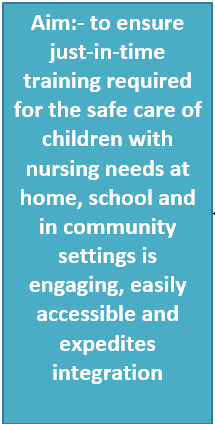 Aim:- to ensure
just-in-time
training required
for the safe care of
children with
nursing needs at
home, school and
in community
settings is
engaging, easily
accessible and
expedites
integration